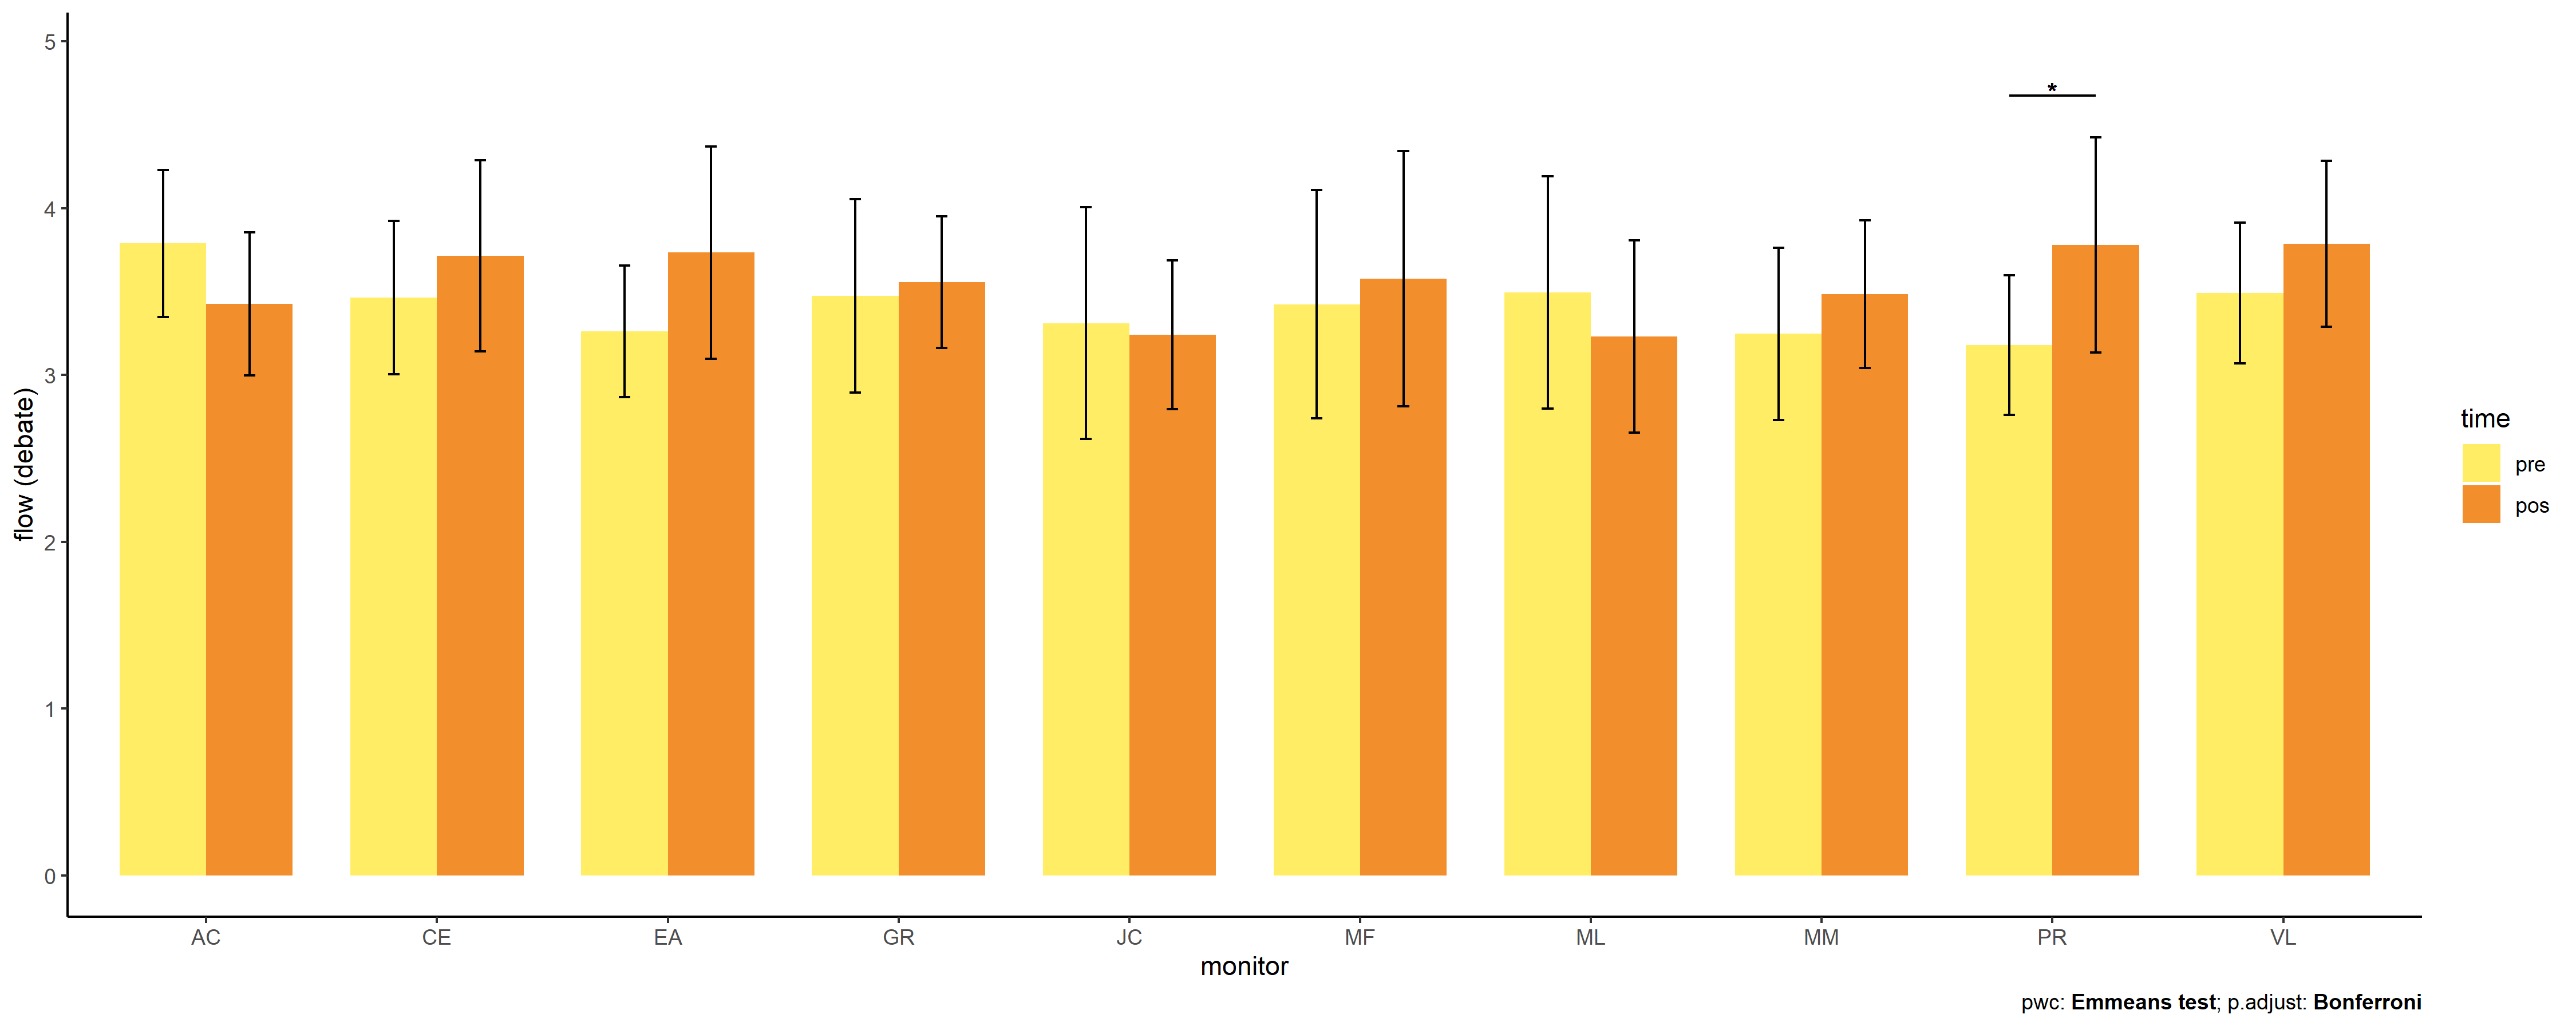 5
4
3
2
1
0
flow (debate)
*
AC CE EA GR JC MF ML MM PR VL
monitor
time
pre
pos
pwc: Emmeans test; p.adjust: Bonferroni